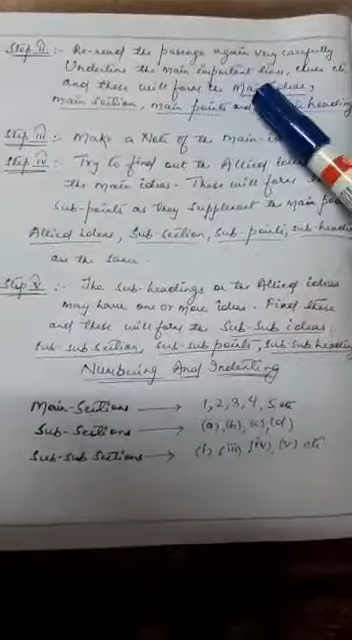 Step II :- Re-read the passage again very carefully
Underline the main important lines, clues etc
and these will form the Main ideas,
main section, main points and heading
Step III :- Make a Note of the main
Step IV :- Try to find out the Allied ideas
the main ideas - These will form
Sub-points as they supplement the Main
Allied ideas, Sub-section, sub-points, sub-heading
are the same.
Step V :- The Sub-headings or the Allied ideas
may have one or more ideas. Find these
and these will form the Sub-Sub ideas,
sub-sub section, sub-sub points, sub sub heading
Numbering And Indenting
Main-Sections → 1, 2, 3, 4, 5 etc
Sub-Sections → (a), (b), (c), (d)
Sub-sub Sections → (i) (iii) (iv), (v) etc